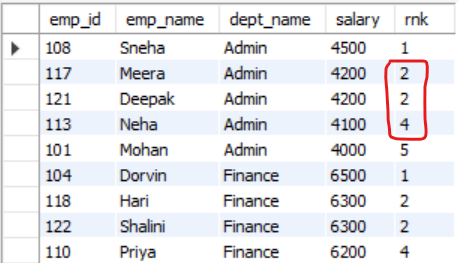 emp_id emp_name dept_name salary rnk
108 Sneha Admin 4500 1
117 Meera Admin 4200 2
121 Deepak Admin 4200 2
113 Neha Admin 4100 4
101 Mohan Admin 4000 5
104 Dorvin Finance 6500 1
118 Hari Finance 6300 2
122 Shalini Finance 6300 2
110 Priya Finance 6200 4